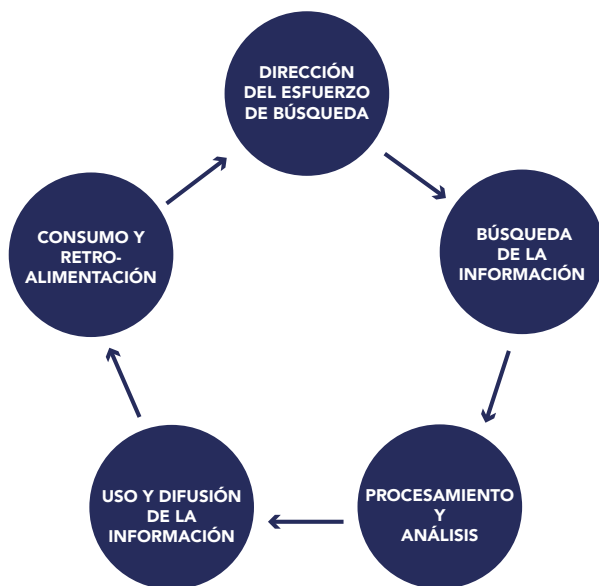 DIRECCIÓN
DEL ESFUERZO
DE BÚSQUEDA
BÚSQUEDA
DE LA
INFORMACIÓN
PROCESAMIENTO
Y
ANÁLISIS
USO Y DIFUSIÓN
DE LA
INFORMACIÓN
CONSUMO Y
RETRO-
ALIMENTACIÓN